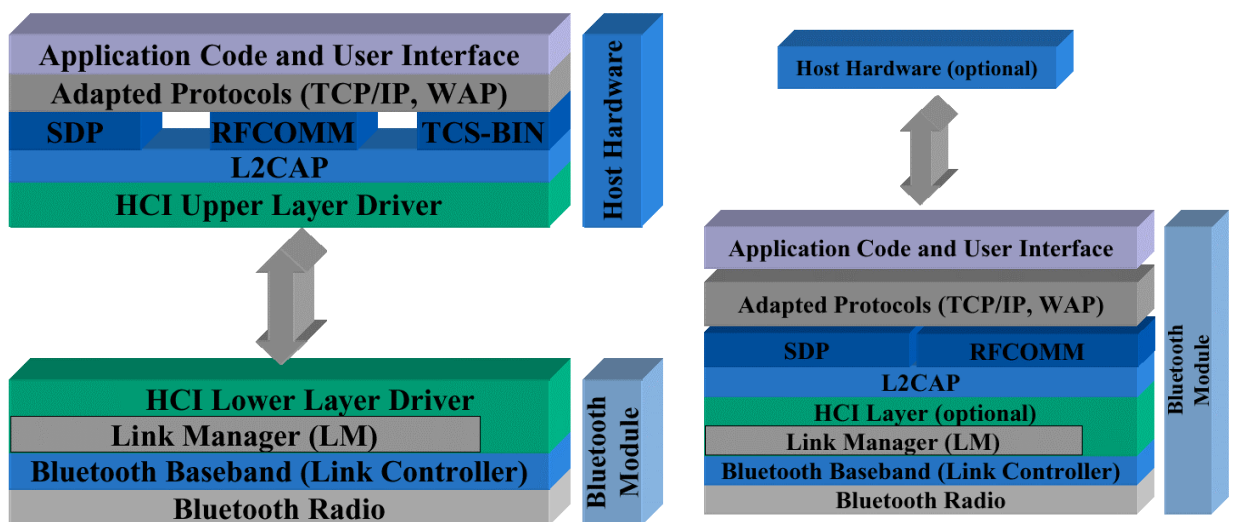 Application Code and User Interface
Adapted Protocols (TCP/IP, WAP)
SDP RFCOMM TCS-BIN
L2CAP
HCI Upper Layer Driver
Host Hardware
HCI Lower Layer Driver
Link Manager (LM)
Bluetooth Baseband (Link Controller)
Bluetooth Radio
Bluetooth
Module
Host Hardware (optional)
Application Code and User Interface
Adapted Protocols (TCP/IP, WAP)
SDP RFCOMM
L2CAP
HCI Layer (optional)
Link Manager (LM)
Bluetooth Baseband (Link Controller)
Bluetooth Radio
Bluetooth
Module